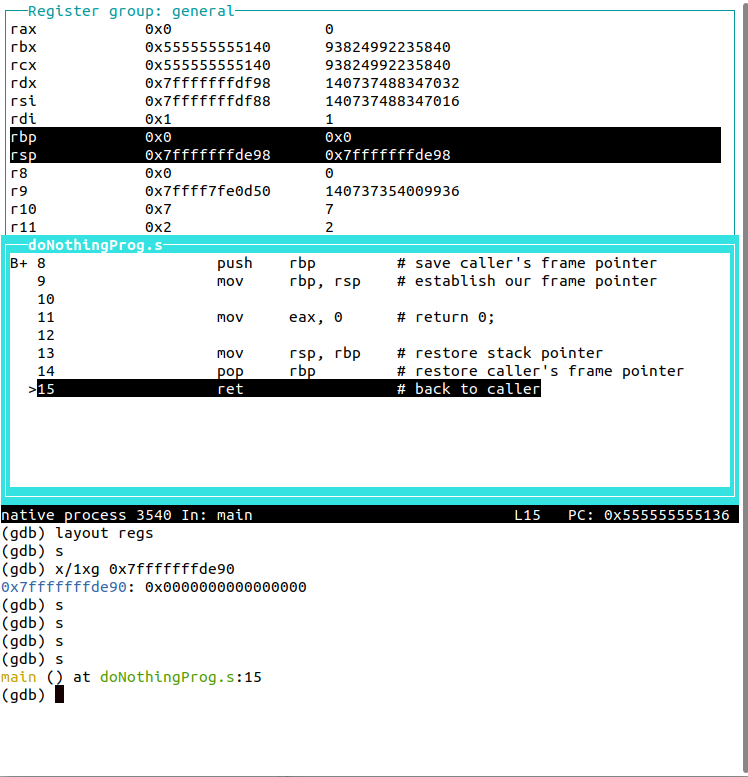 Register group: general
rax 0x0 0
rbx 0x555555555140 93824992235840
rcx 0x555555555140 93824992235840
rdx 0x7fffffffdf98 140737488347032
rsi 0x7fffffffdf88 140737488347016
rdi 0x1 1
rbp 0x0 0x0
rsp 0x7fffffffde98 0x7fffffffde98
r8 0x0 0
r9 0x7ffff7fe0d50 140737354009936
r10 0x7 7
r11 0x2 2
doNothingProg.s
B+ 8 push rbp # save caller's frame pointer
9 mov rbp, rsp # establish our frame pointer
10
11 mov eax, 0 # return 0;
12
13 mov rsp, rbp # restore stack pointer
14 pop rbp # restore caller's frame pointer
>15 ret # back to caller
native process 3540 In: main L15 PC: 0x555555555136
(gdb) layout regs
(gdb) s
(gdb) x/1xg 0x7fffffffde90
0x7fffffffde90: 0x0000000000000000
(gdb) s
(gdb) s
(gdb) s
(gdb) s
main () at doNothingProg.s:15
(gdb)